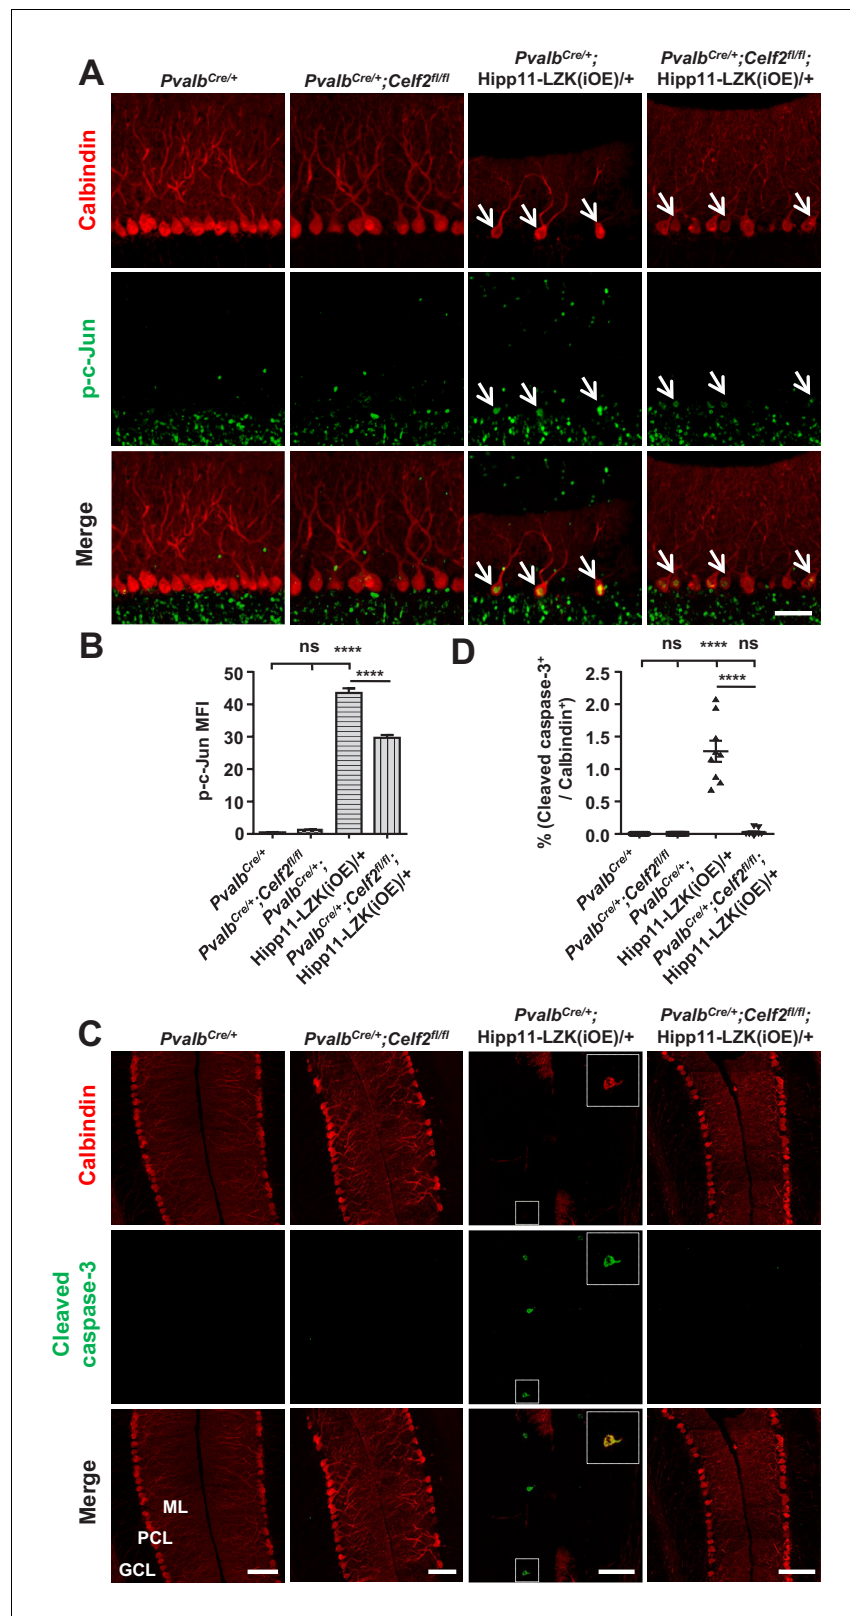 A
Pvalb^Cre/+
Pvalb^Cre/+;Celf2^fl/fl
Pvalb^Cre/+;
Hipp11-LZK(iOE)/+
Pvalb^Cre/+;Celf2^fl/fl;
Hipp11-LZK(iOE)/+
Calbindin
p-c-Jun
Merge
B
ns
****
****
p-c-Jun MFI
50
40
30
20
10
0
Pvalb^Cre/+
Pvalb^Cre/+;Celf2^fl/fl
Pvalb^Cre/+;
Hipp11-LZK(iOE)/+
Pvalb^Cre/+;Celf2^fl/fl;
Hipp11-LZK(iOE)/+
D
ns
****
ns
****
% (Cleaved caspase-3⁺
/ Calbindin⁺)
2.5
2.0
1.5
1.0
0.5
0.0
Pvalb^Cre/+
Pvalb^Cre/+;Celf2^fl/fl
Pvalb^Cre/+;
Hipp11-LZK(iOE)/+
Pvalb^Cre/+;Celf2^fl/fl;
Hipp11-LZK(iOE)/+
C
Pvalb^Cre/+
Pvalb^Cre/+;Celf2^fl/fl
Pvalb^Cre/+;
Hipp11-LZK(iOE)/+
Pvalb^Cre/+;Celf2^fl/fl;
Hipp11-LZK(iOE)/+
Calbindin
Cleaved
caspase-3
Merge
ML
PCL
GCL